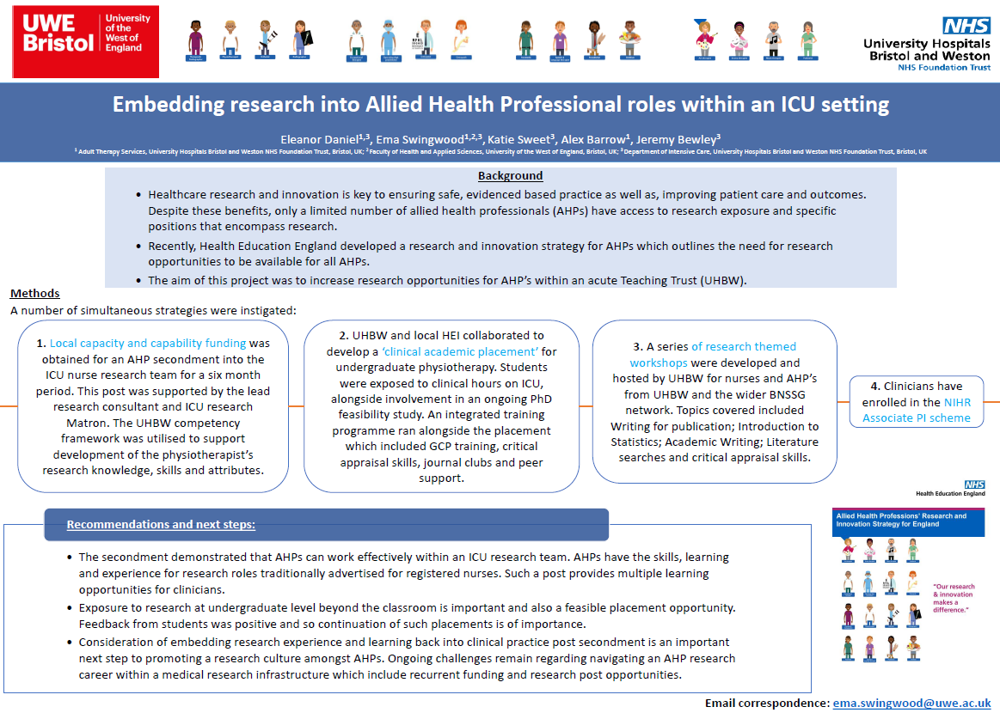 UWE
Bristol
University
of the
West of
England
NHS
University Hospitals
Bristol and Weston
NHS Foundation Trust
Embedding research into Allied Health Professional roles within an ICU setting
Eleanor Daniel1,3, Ema Swingwood1,2,3, Katie Sweet3, Alex Barrow1, Jeremy Bewley3
1 Adult Therapy Services, University Hospitals Bristol and Weston NHS Foundation Trust, Bristol, UK; 2 Faculty of Health and Applied Sciences, University of the West of England, Bristol, UK; 3 Department of Intensive Care, University Hospitals Bristol and Weston NHS Foundation Trust, Bristol, UK
Background
• Healthcare research and innovation is key to ensuring safe, evidenced based practice as well as, improving patient care and outcomes.
Despite these benefits, only a limited number of allied health professionals (AHPs) have access to research exposure and specific
positions that encompass research.
• Recently, Health Education England developed a research and innovation strategy for AHPs which outlines the need for research
opportunities to be available for all AHPs.
• The aim of this project was to increase research opportunities for AHP's within an acute Teaching Trust (UHBW).
Methods
A number of simultaneous strategies were instigated:
1. Local capacity and capability funding was
obtained for an AHP secondment into the
ICU nurse research team for a six month
period. This post was supported by the lead
research consultant and ICU research
Matron. The UHBW competency
framework was utilised to support
development of the physiotherapist's
research knowledge, skills and attributes.
2. UHBW and local HEI collaborated to
develop a 'clinical academic placement' for
undergraduate physiotherapy. Students
were exposed to clinical hours on ICU,
alongside involvement in an ongoing PhD
feasibility study. An integrated training
programme ran alongside the placement
which included GCP training, critical
appraisal skills, journal clubs and peer
support.
3. A series of research themed
workshops were developed and
hosted by UHBW for nurses and AHP's
from UHBW and the wider BNSSG
network. Topics covered included
Writing for publication; Introduction to
Statistics; Academic Writing; Literature
searches and critical appraisal skills.
4. Clinicians have
enrolled in the NIHR
Associate PI scheme
NHS
Health Education England
Allied Health Professions' Research and
Innovation Strategy for England
"Our research
& innovation
makes a
difference."
Recommendations and next steps:
• The secondment demonstrated that AHPs can work effectively within an ICU research team. AHPs have the skills, learning
and experience for research roles traditionally advertised for registered nurses. Such a post provides multiple learning
opportunities for clinicians.
• Exposure to research at undergraduate level beyond the classroom is important and also a feasible placement opportunity.
Feedback from students was positive and so continuation of such placements is of importance.
• Consideration of embedding research experience and learning back into clinical practice post secondment is an important
next step to promoting a research culture amongst AHPs. Ongoing challenges remain regarding navigating an AHP research
career within a medical research infrastructure which include recurrent funding and research post opportunities.
Email correspondence: ema.swingwood@uwe.ac.uk